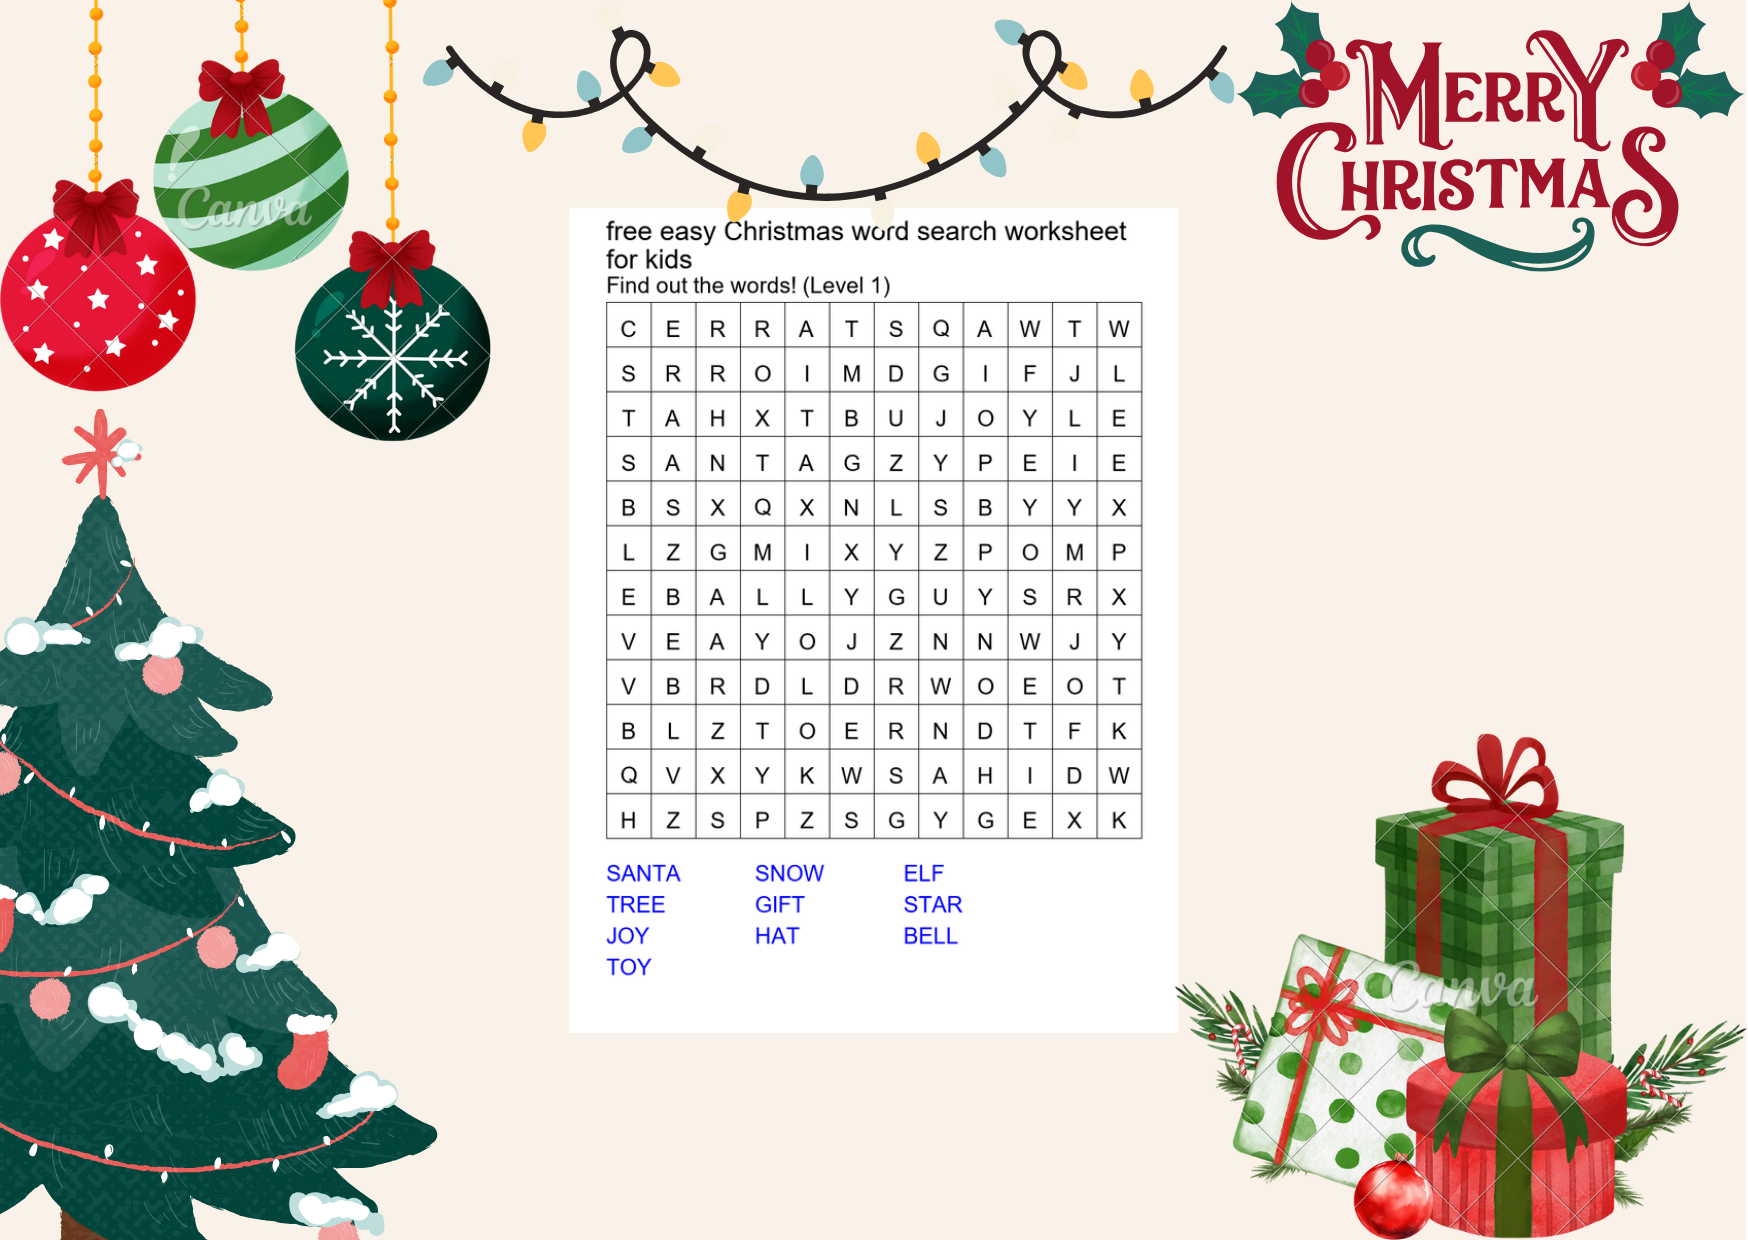 MERRY
CHRISTMAS
Canva
free easy Christmas word search worksheet
for kids
Find out the words! (Level 1)
C E R R A T S Q A W T W
S R R O I M D G I F J L
T A H X T B U J O Y L E
S A N T A G Z Y P E I E
B S X Q X N L S B Y Y X
L Z G M I X Y Z P O M P
E B A L L Y G U Y S R X
V E A Y O J Z N N W J Y
V B R D L D R W O E O T
B L Z T O E R N D T F K
Q V X Y K W S A H I D W
H Z S P Z S G Y G E X K
SANTA SNOW ELF
TREE GIFT STAR
JOY HAT BELL
TOY
Canva